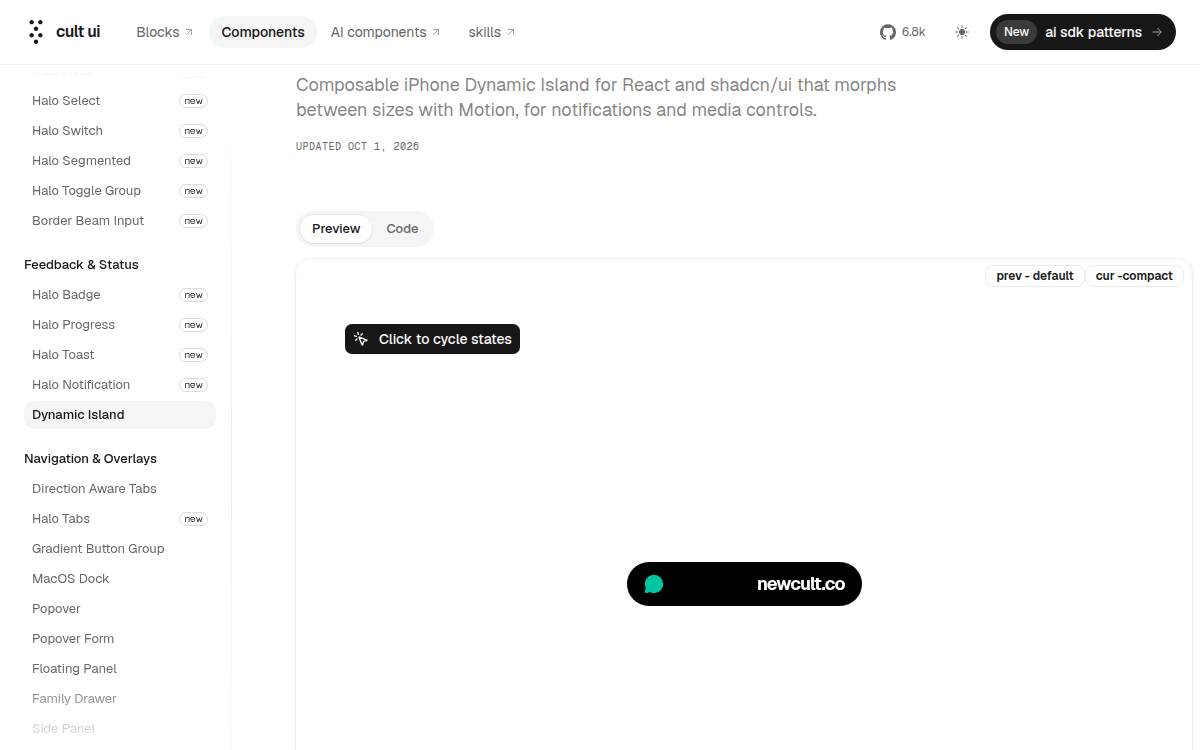 cult ui
Blocks
Components
AI components
skills
6.8k
New
ai sdk patterns
Halo Select
new
Halo Switch
new
Halo Segmented
new
Halo Toggle Group
new
Border Beam Input
new
Feedback & Status
Halo Badge
new
Halo Progress
new
Halo Toast
new
Halo Notification
new
Dynamic Island
Navigation & Overlays
Direction Aware Tabs
Halo Tabs
new
Gradient Button Group
MacOS Dock
Popover
Popover Form
Floating Panel
Family Drawer
Side Panel
Composable iPhone Dynamic Island for React and shadcn/ui that morphs
between sizes with Motion, for notifications and media controls.
UPDATED OCT 1, 2026
Preview
Code
prev - default
cur -compact
Click to cycle states
newcult.co